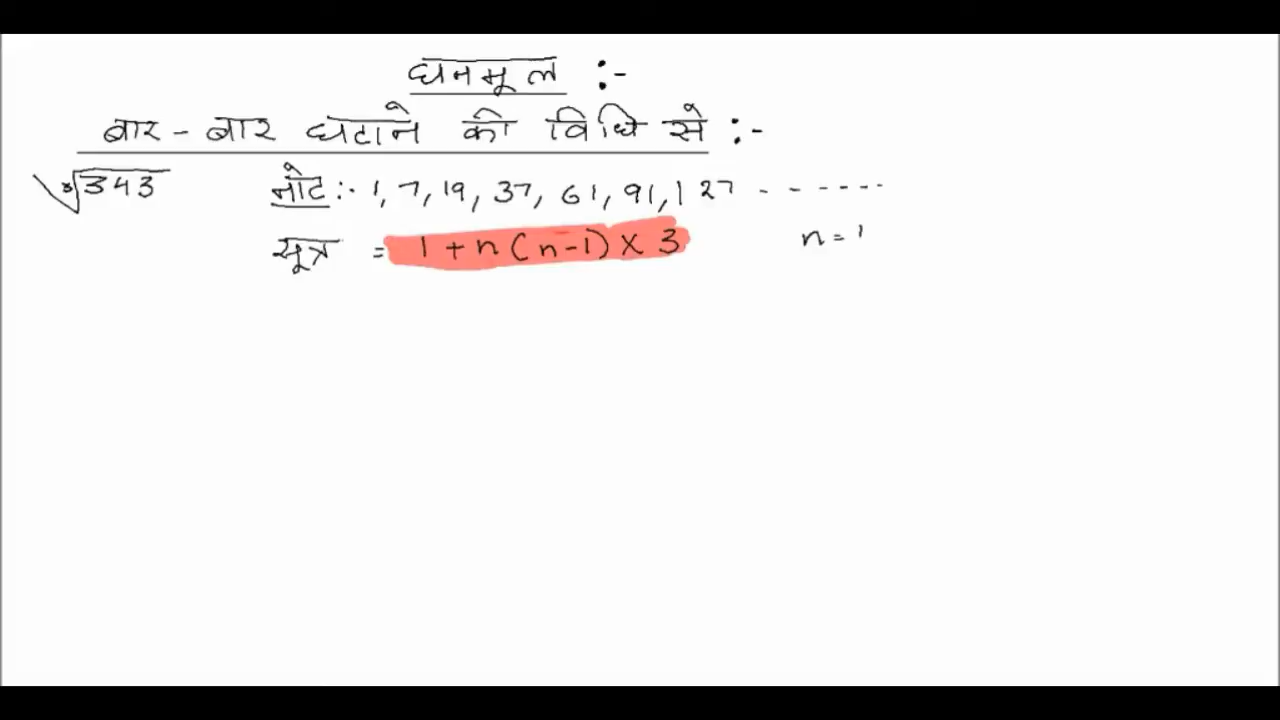 घनमूल :-
बार - बार घटाने की विधि से :-
∛343 नोट :- 1, 7, 19, 37, 61, 91, 127 - - - - - - -
सूत्र = 1 + n (n-1) × 3 n = 1